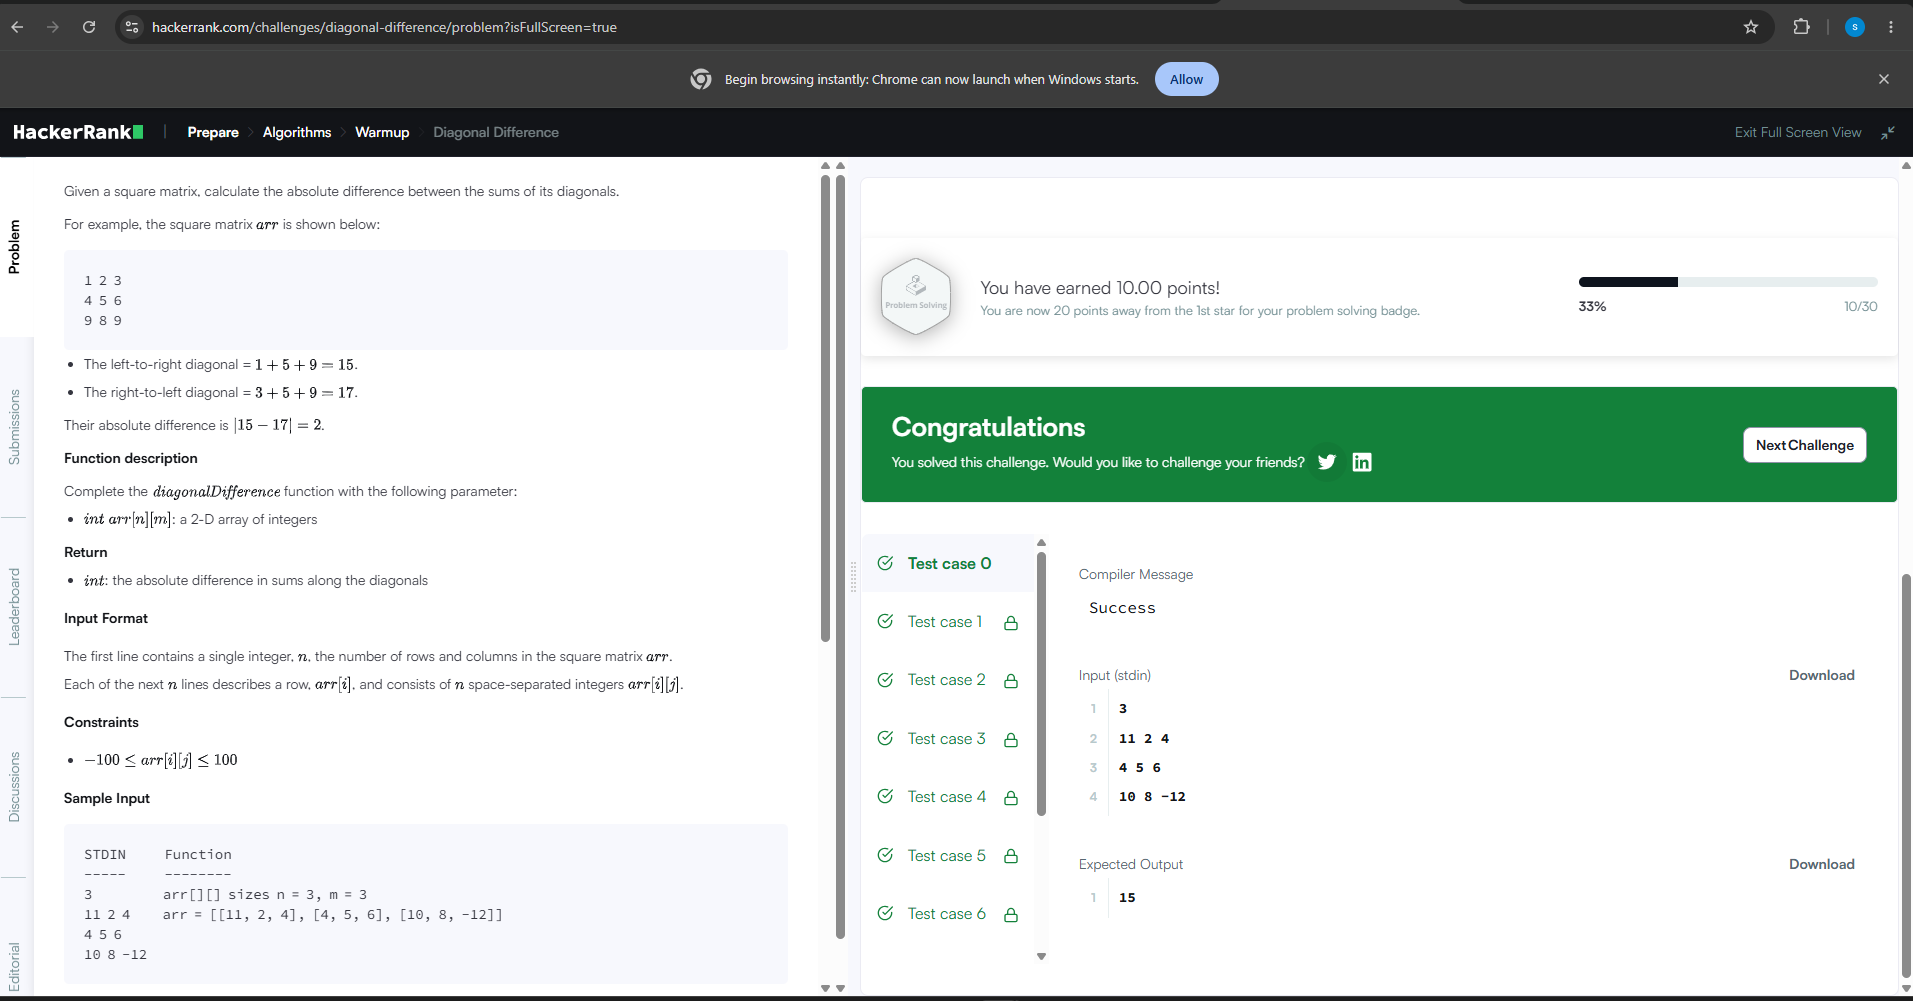 hackerrank.com/challenges/diagonal-difference/problem?isFullScreen=true
S
Begin browsing instantly: Chrome can now launch when Windows starts.
Allow
HackerRank
Prepare
Algorithms
Warmup
Diagonal Difference
Exit Full Screen View
Problem
Submissions
Leaderboard
Discussions
Editorial
Given a square matrix, calculate the absolute difference between the sums of its diagonals.
For example, the square matrix arr is shown below:
1 2 3
4 5 6
9 8 9
• The left-to-right diagonal = 1 + 5 + 9 = 15.
• The right-to-left diagonal = 3 + 5 + 9 = 17.
Their absolute difference is |15 − 17| = 2.
Function description
Complete the diagonalDifference function with the following parameter:
• int arr[n][m]: a 2-D array of integers
Return
• int: the absolute difference in sums along the diagonals
Input Format
The first line contains a single integer, n, the number of rows and columns in the square matrix arr.
Each of the next n lines describes a row, arr[i], and consists of n space-separated integers arr[i][j].
Constraints
• −100 ≤ arr[i][j] ≤ 100
Sample Input
STDIN Function
----- --------
3 arr[][] sizes n = 3, m = 3
11 2 4 arr = [[11, 2, 4], [4, 5, 6], [10, 8, -12]]
4 5 6
10 8 -12
Problem Solving
You have earned 10.00 points!
You are now 20 points away from the 1st star for your problem solving badge.
33%
10/30
Congratulations
You solved this challenge. Would you like to challenge your friends?
Next Challenge
Test case 0
Test case 1
Test case 2
Test case 3
Test case 4
Test case 5
Test case 6
Compiler Message
Success
Input (stdin)
Download
1 3
2 11 2 4
3 4 5 6
4 10 8 -12
Expected Output
Download
1 15